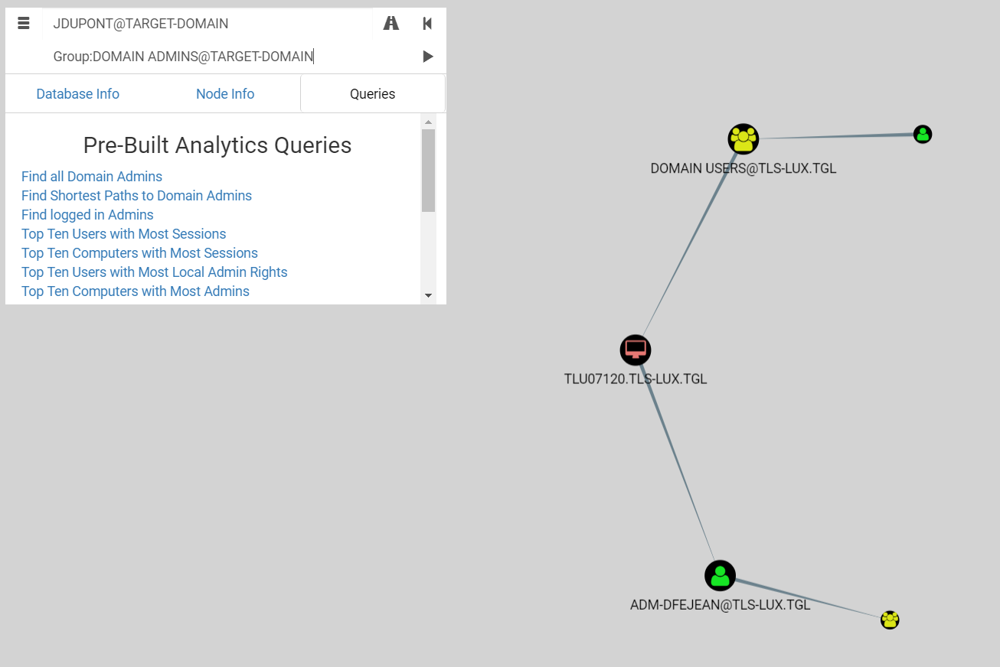 JDUPONT@TARGET-DOMAIN
Group:DOMAIN ADMINS@TARGET-DOMAIN
Database Info
Node Info
Queries
Pre-Built Analytics Queries
Find all Domain Admins
Find Shortest Paths to Domain Admins
Find logged in Admins
Top Ten Users with Most Sessions
Top Ten Computers with Most Sessions
Top Ten Users with Most Local Admin Rights
Top Ten Computers with Most Admins
DOMAIN USERS@TLS-LUX.TGL
TLU07120.TLS-LUX.TGL
ADM-DFEJEAN@TLS-LUX.TGL